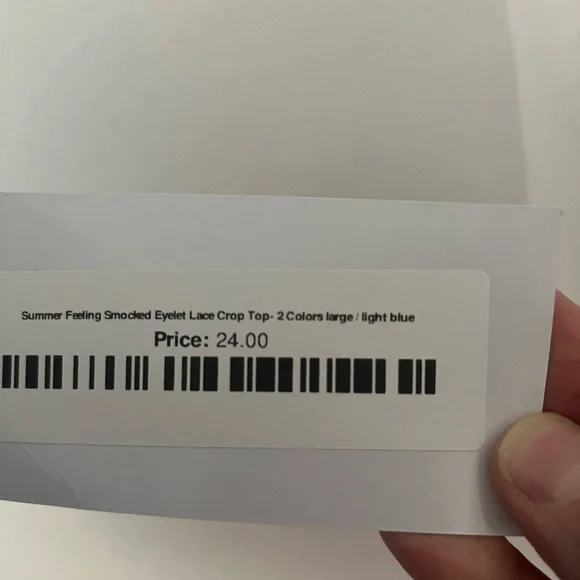 Summer Feeling Smocked Eyelet Lace Crop Top- 2 Colors large / light blue
Price: 24.00